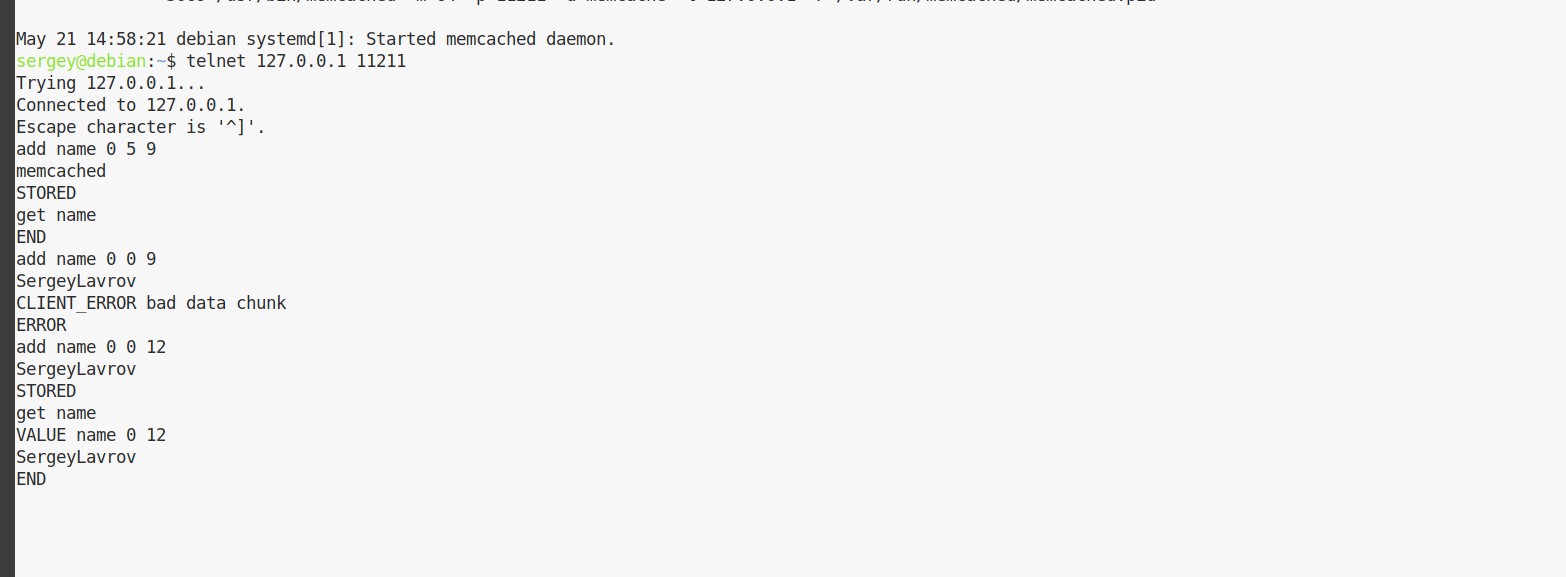 May 21 14:58:21 debian systemd[1]: Started memcached daemon.
sergey@debian:~$ telnet 127.0.0.1 11211
Trying 127.0.0.1...
Connected to 127.0.0.1.
Escape character is '^]'.
add name 0 5 9
memcached
STORED
get name
END
add name 0 0 9
SergeyLavrov
CLIENT_ERROR bad data chunk
ERROR
add name 0 0 12
SergeyLavrov
STORED
get name
VALUE name 0 12
SergeyLavrov
END